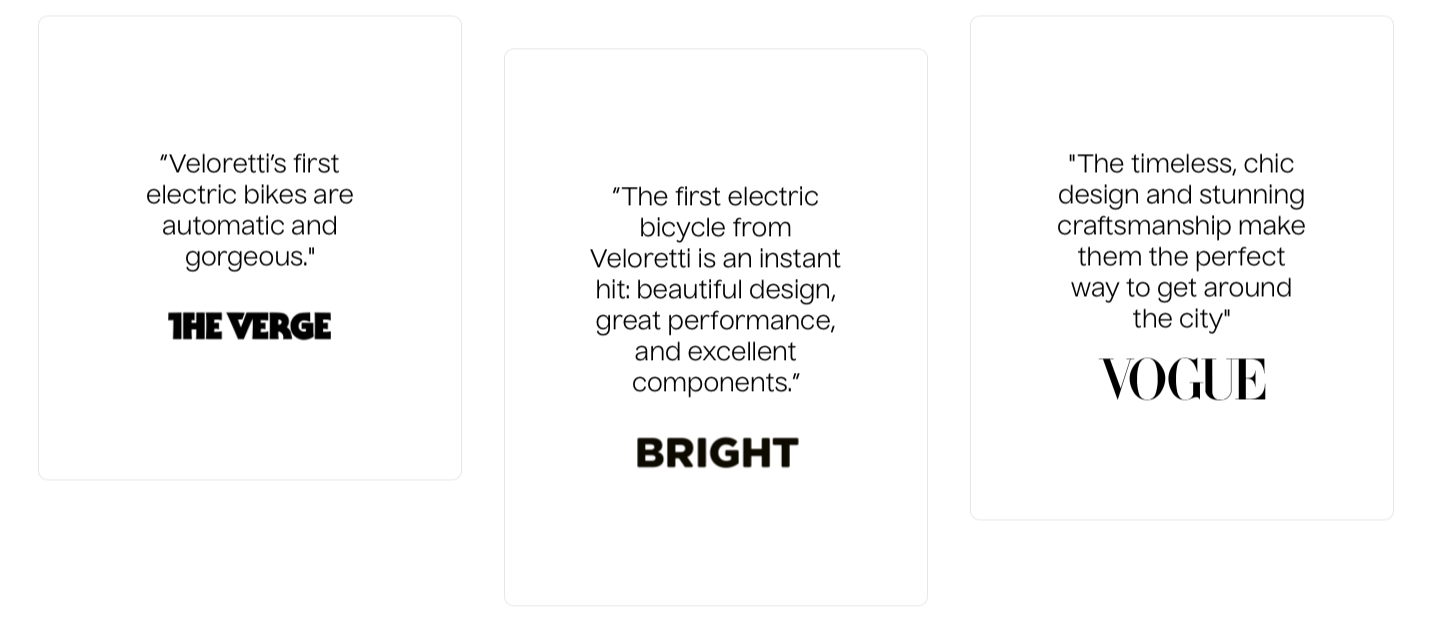 ”Veloretti’s first
electric bikes are
automatic and
gorgeous."
THE VERGE
”The first electric
bicycle from
Veloretti is an instant
hit: beautiful design,
great performance,
and excellent
components.”
BRIGHT
"The timeless, chic
design and stunning
craftsmanship make
them the perfect
way to get around
the city"
VOGUE